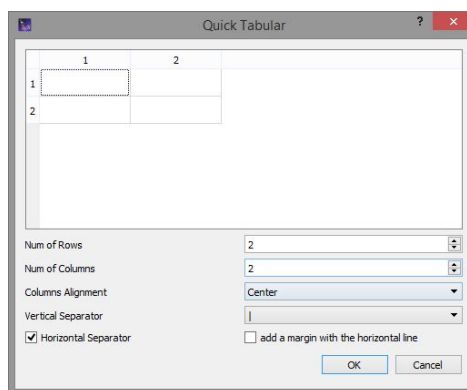 Quick Tabular
?
1 2
1
2
Num of Rows 2
Num of Columns 2
Columns Alignment Center
Vertical Separator |
Horizontal Separator add a margin with the horizontal line
OK Cancel